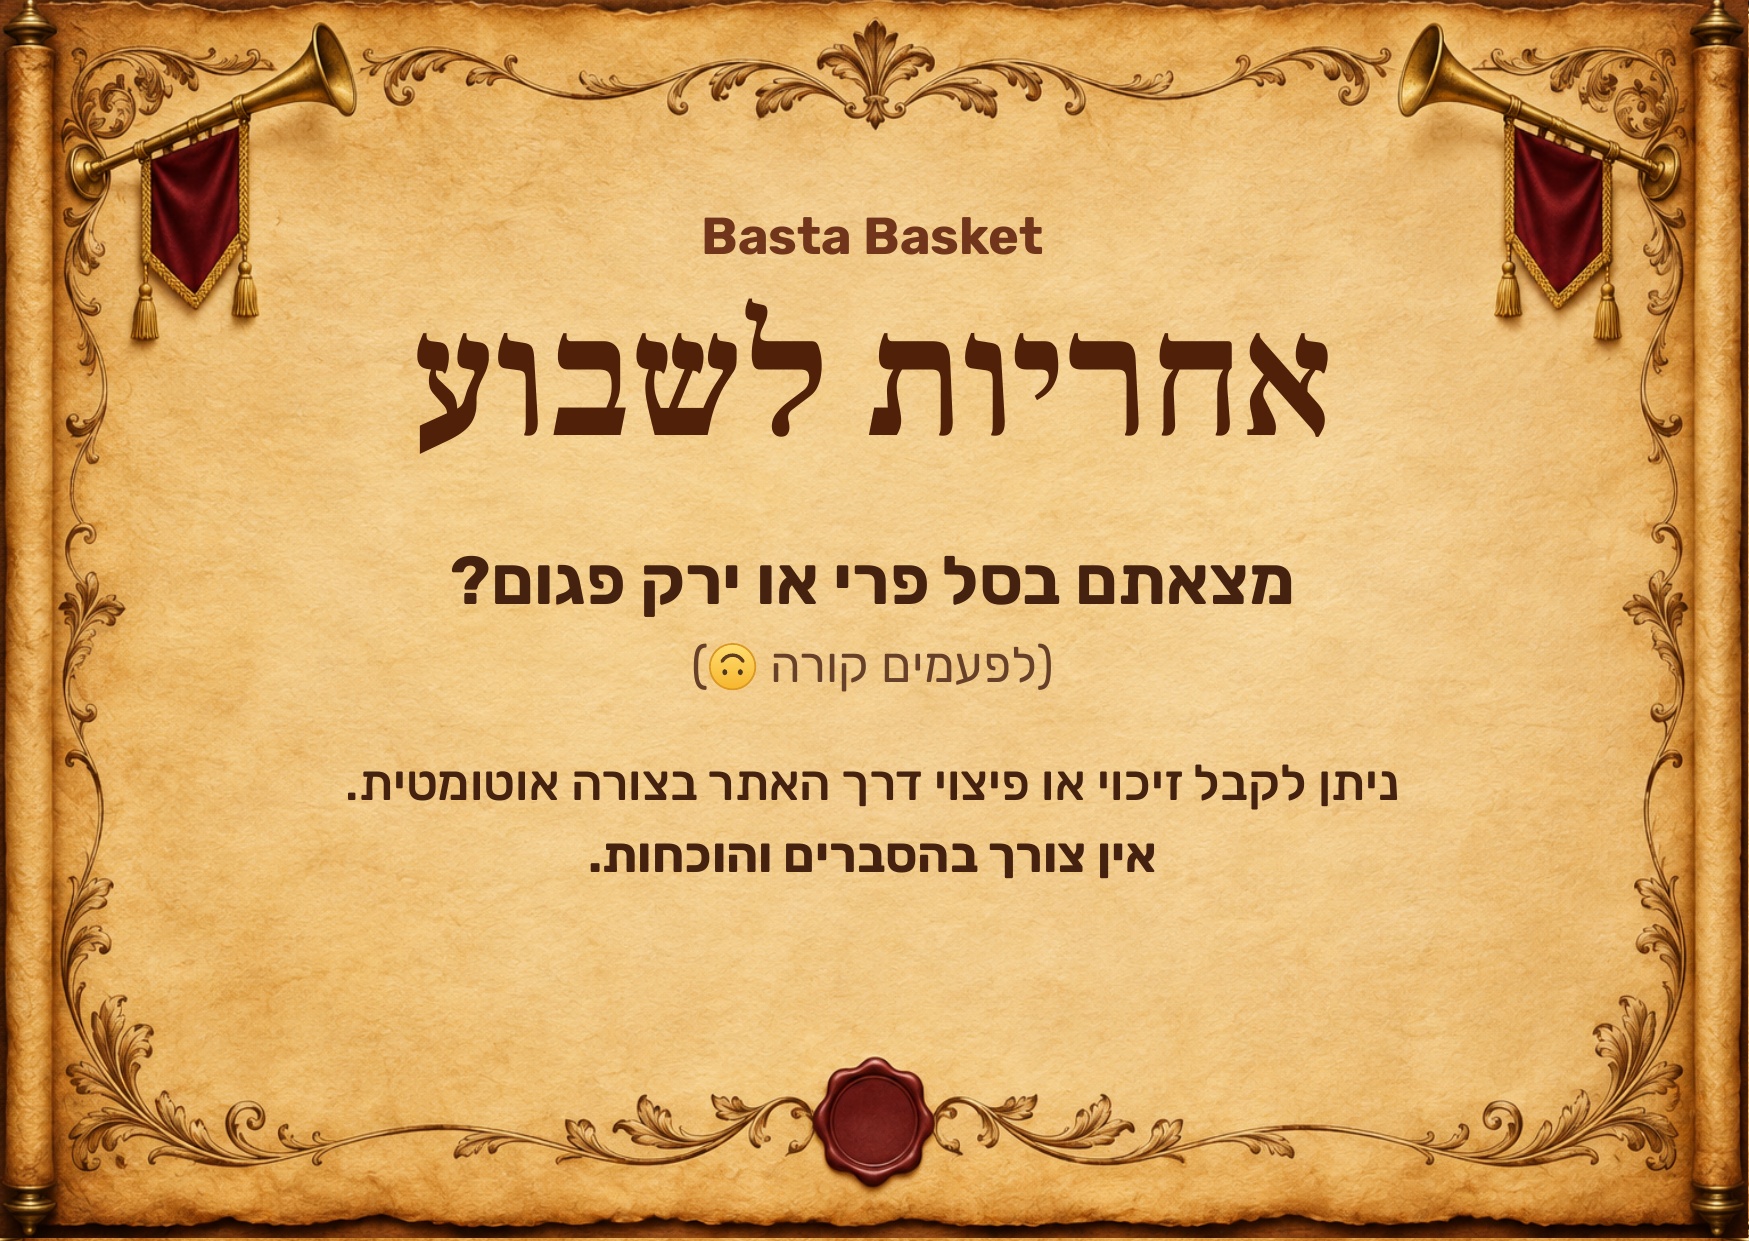 Basta Basket
אחריות לשבוע
מצאתם בסל פרי או ירק פגום?
(לפעמים קורה 🙃)
ניתן לקבל זיכוי או פיצוי דרך האתר בצורה אוטומטית.
אין צורך בהסברים והוכחות.